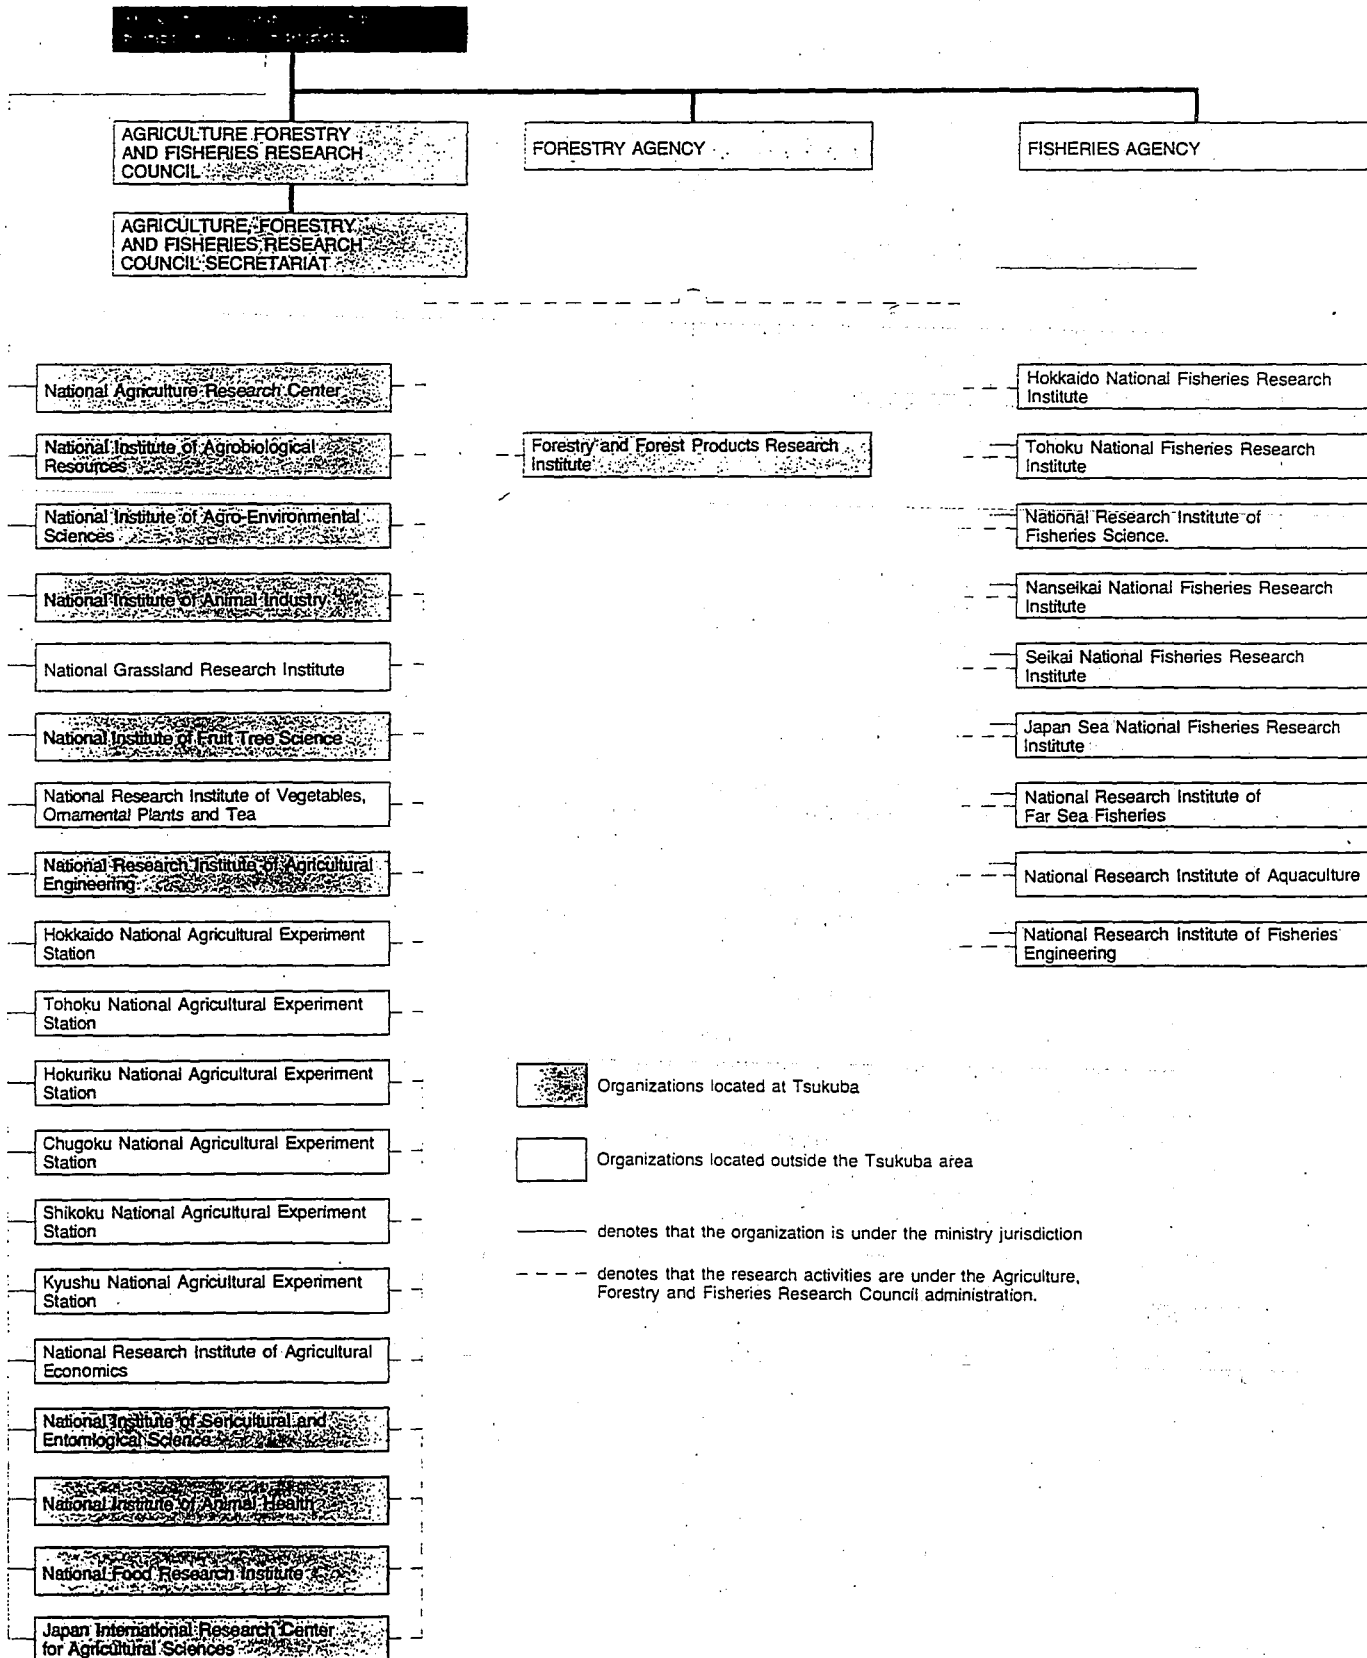 AGRICULTURE FORESTRY
AND FISHERIES RESEARCH
COUNCIL
FORESTRY AGENCY
FISHERIES AGENCY
AGRICULTURE, FORESTRY
AND FISHERIES RESEARCH
COUNCIL SECRETARIAT
National Agriculture Research Center
National Institute of Agrobiological
Resources
National Institute of Agro-Environmental
Sciences
National Institute of Animal Industry
National Grassland Research Institute
National Institute of Fruit Tree Science
National Research Institute of Vegetables,
Ornamental Plants and Tea
National Research Institute of Agricultural
Engineering
Hokkaido National Agricultural Experiment
Station
Tohoku National Agricultural Experiment
Station
Hokuriku National Agricultural Experiment
Station
Chugoku National Agricultural Experiment
Station
Shikoku National Agricultural Experiment
Station
Kyushu National Agricultural Experiment
Station
National Research Institute of Agricultural
Economics
National Institute of Sericultural and
Entomlogical Science
National Institute of Animal Health
National Food Research Institute
Japan International Research Center
for Agricultural Sciences
Forestry and Forest Products Research
Institute
Hokkaido National Fisheries Research
Institute
Tohoku National Fisheries Research
Institute
National Research Institute of
Fisheries Science.
Nanseikai National Fisheries Research
Institute
Seikai National Fisheries Research
Institute
Japan Sea National Fisheries Research
Institute
National Research Institute of
Far Sea Fisheries
National Research Institute of Aquaculture
National Research Institute of Fisheries
Engineering
Organizations located at Tsukuba
Organizations located outside the Tsukuba area
denotes that the organization is under the ministry jurisdiction
denotes that the research activities are under the Agriculture,
Forestry and Fisheries Research Council administration.